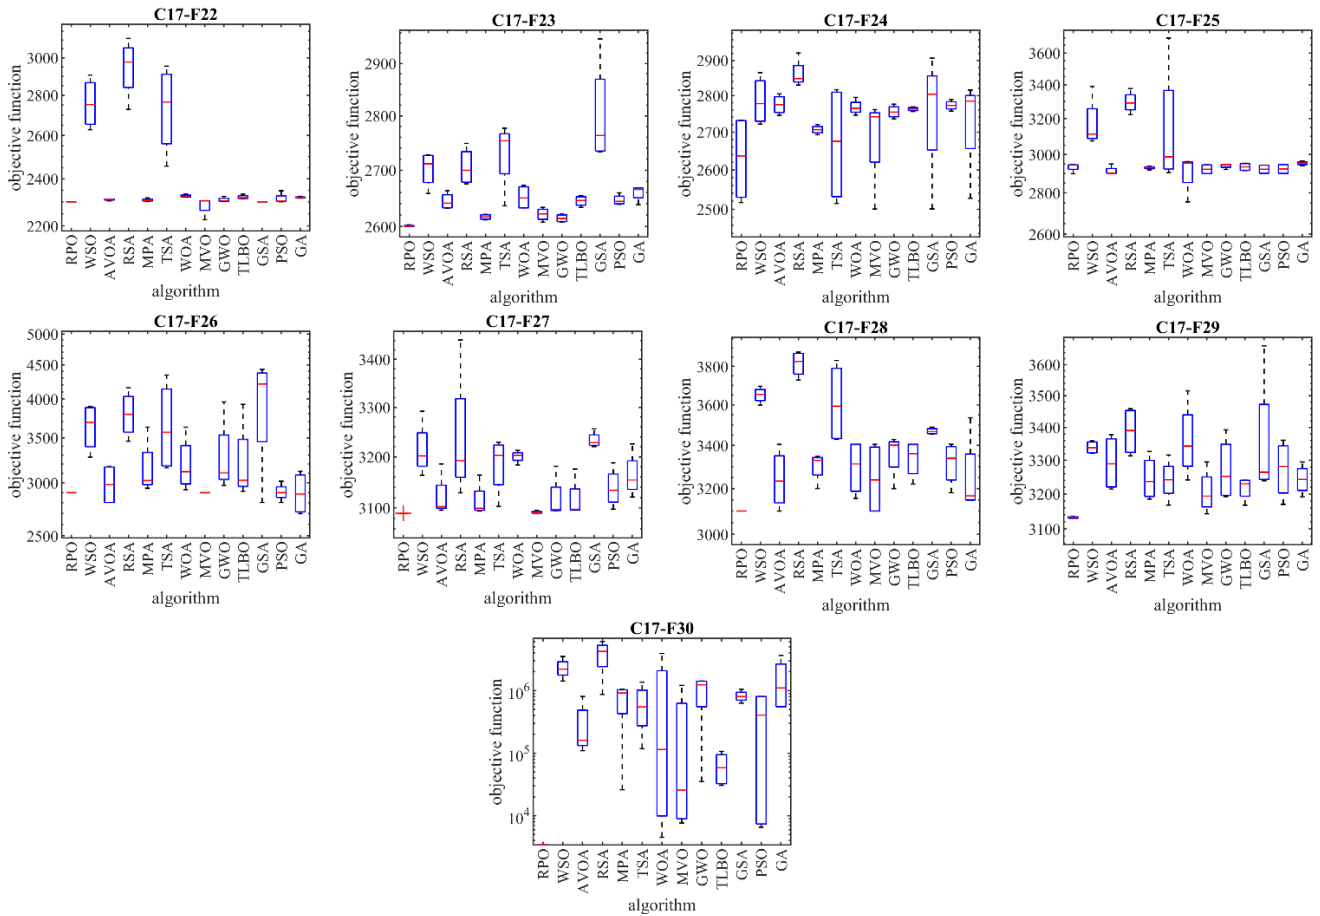 C17-F22
objective function
3000
2800
2600
2400
2200
RPO
WSO
AVOA
RSA
MPA
TSA
WOA
MVO
GWO
TLBO
GSA
PSO
GA
algorithm
C17-F23
objective function
2900
2800
2700
2600
RPO
WSO
AVOA
RSA
MPA
TSA
WOA
MVO
GWO
TLBO
GSA
PSO
GA
algorithm
C17-F24
objective function
2900
2800
2700
2600
2500
RPO
WSO
AVOA
RSA
MPA
TSA
WOA
MVO
GWO
TLBO
GSA
PSO
GA
algorithm
C17-F25
objective function
3600
3400
3200
3000
2800
2600
RPO
WSO
AVOA
RSA
MPA
TSA
WOA
MVO
GWO
TLBO
GSA
PSO
GA
algorithm
C17-F26
objective function
5000
4500
4000
3500
3000
2500
RPO
WSO
AVOA
RSA
MPA
TSA
WOA
MVO
GWO
TLBO
GSA
PSO
GA
algorithm
C17-F27
objective function
3400
3300
3200
3100
RPO
WSO
AVOA
RSA
MPA
TSA
WOA
MVO
GWO
TLBO
GSA
PSO
GA
algorithm
C17-F28
objective function
3800
3600
3400
3200
3000
RPO
WSO
AVOA
RSA
MPA
TSA
WOA
MVO
GWO
TLBO
GSA
PSO
GA
algorithm
C17-F29
objective function
3600
3500
3400
3300
3200
3100
RPO
WSO
AVOA
RSA
MPA
TSA
WOA
MVO
GWO
TLBO
GSA
PSO
GA
algorithm
C17-F30
objective function
10⁶
10⁵
10⁴
RPO
WSO
AVOA
RSA
MPA
TSA
WOA
MVO
GWO
TLBO
GSA
PSO
GA
algorithm